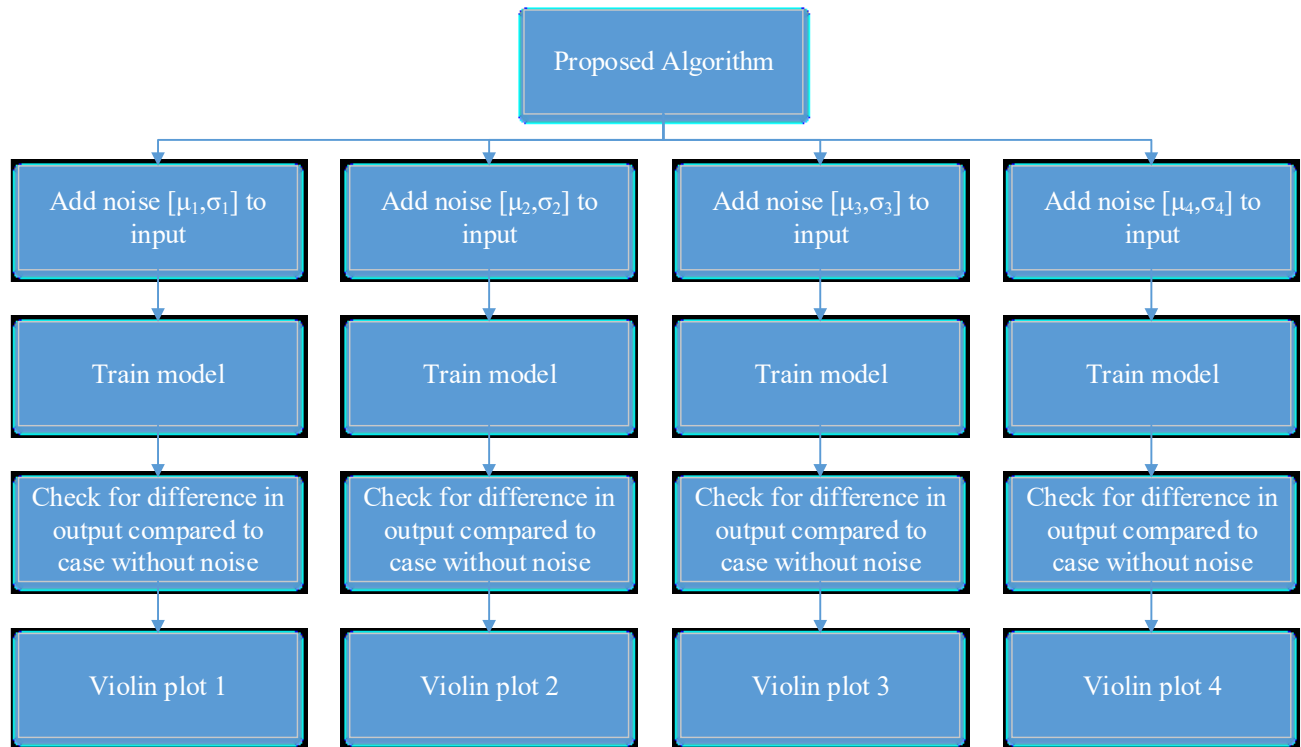 Proposed Algorithm
Add noise [μ₁,σ₁] to
input
Add noise [μ₂,σ₂] to
input
Add noise [μ₃,σ₃] to
input
Add noise [μ₄,σ₄] to
input
Train model
Train model
Train model
Train model
Check for difference in
output compared to
case without noise
Check for difference in
output compared to
case without noise
Check for difference in
output compared to
case without noise
Check for difference in
output compared to
case without noise
Violin plot 1
Violin plot 2
Violin plot 3
Violin plot 4